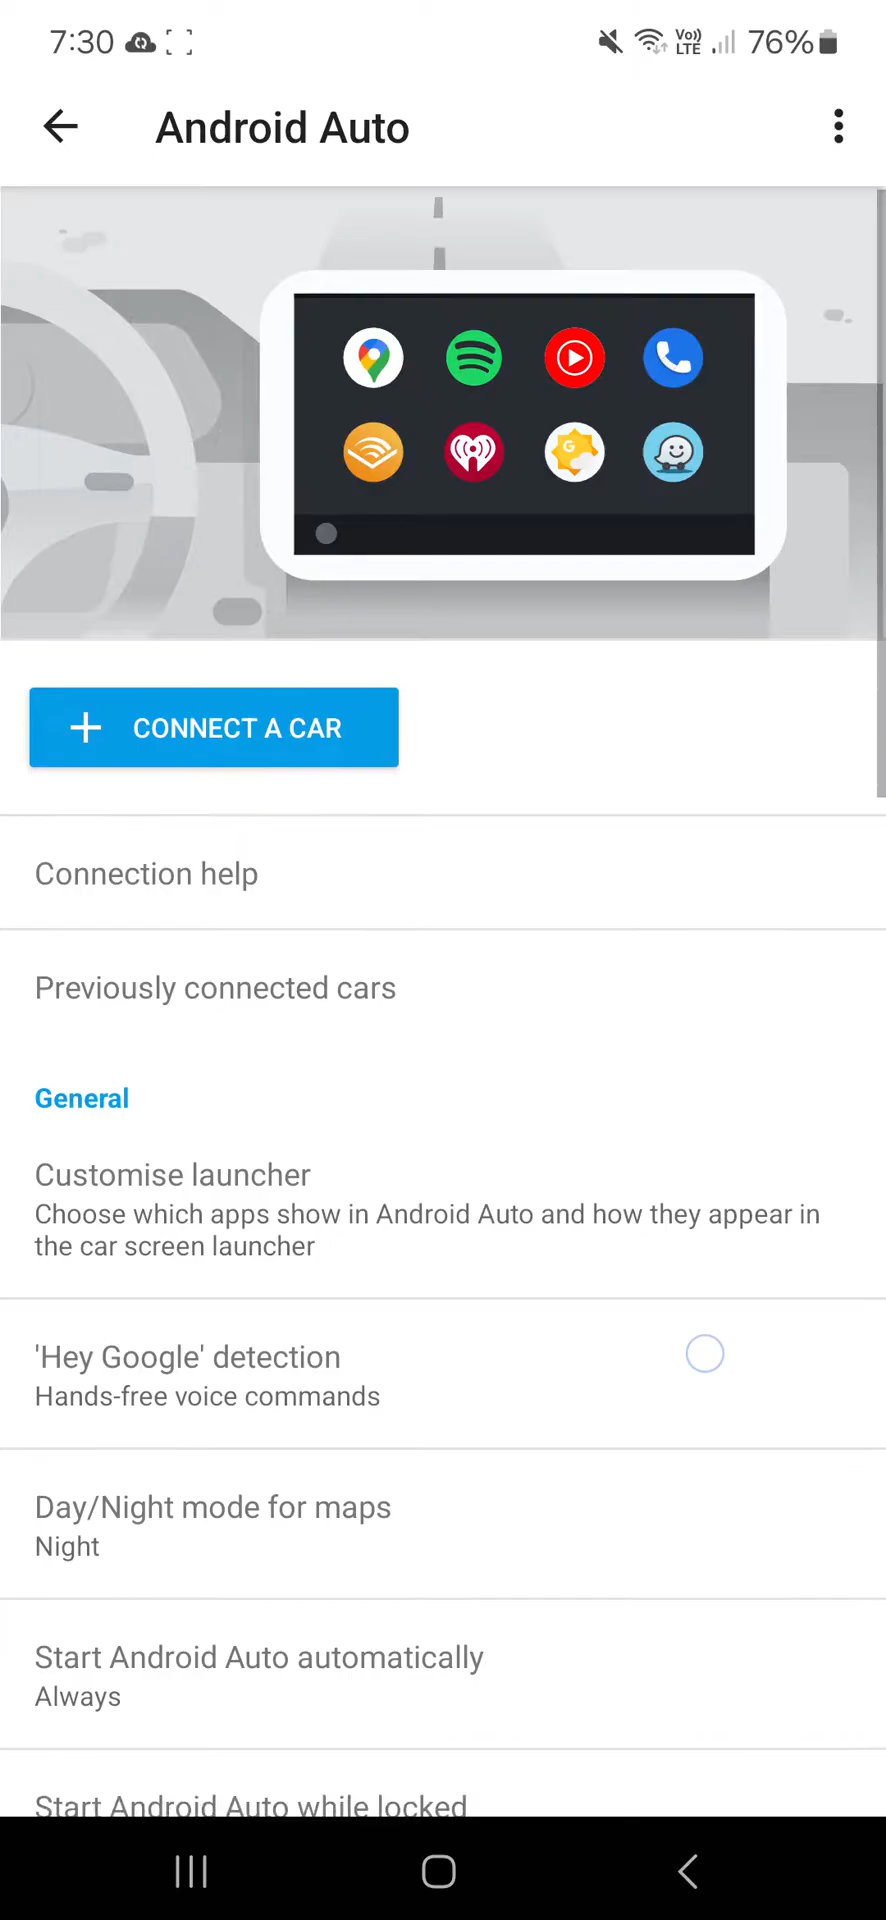 7:30
Vo))
LTE
76%
Android Auto
G
CONNECT A CAR
Connection help
Previously connected cars
General
Customise launcher
Choose which apps show in Android Auto and how they appear in
the car screen launcher
'Hey Google' detection
Hands-free voice commands
Day/Night mode for maps
Night
Start Android Auto automatically
Always
Start Android Auto while locked